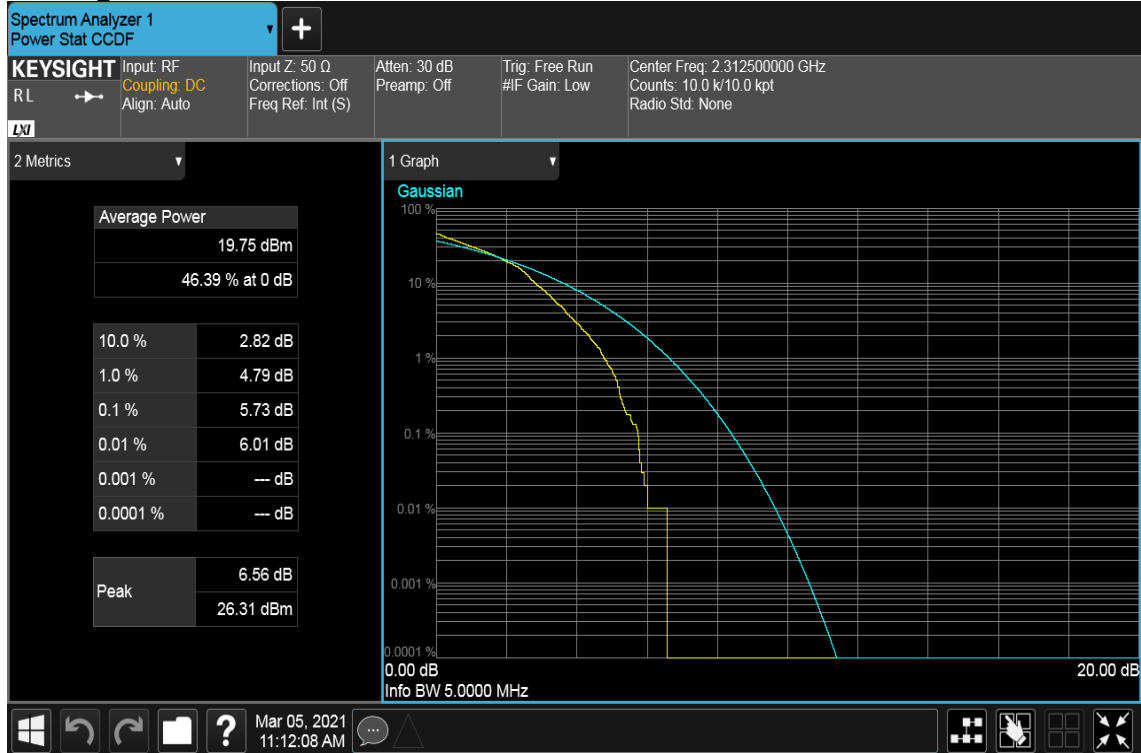 Spectrum Analyzer 1
Power Stat CCDF
+
KEYSIGHT
RL
LXI
Input: RF
Coupling: DC
Align: Auto
Input Z: 50 Ω
Corrections: Off
Freq Ref: Int (S)
Atten: 30 dB
Preamp: Off
Trig: Free Run
#IF Gain: Low
Center Freq: 2.312500000 GHz
Counts: 10.0 k/10.0 kpt
Radio Std: None
2 Metrics
Average Power
19.75 dBm
46.39 % at 0 dB
10.0 % 2.82 dB
1.0 % 4.79 dB
0.1 % 5.73 dB
0.01 % 6.01 dB
0.001 % --- dB
0.0001 % --- dB
Peak
6.56 dB
26.31 dBm
1 Graph
Gaussian
100 %
10 %
1 %
0.1 %
0.01 %
0.001 %
0.0001 %
0.00 dB 20.00 dB
Info BW 5.0000 MHz
?
Mar 05, 2021
11:12:08 AM